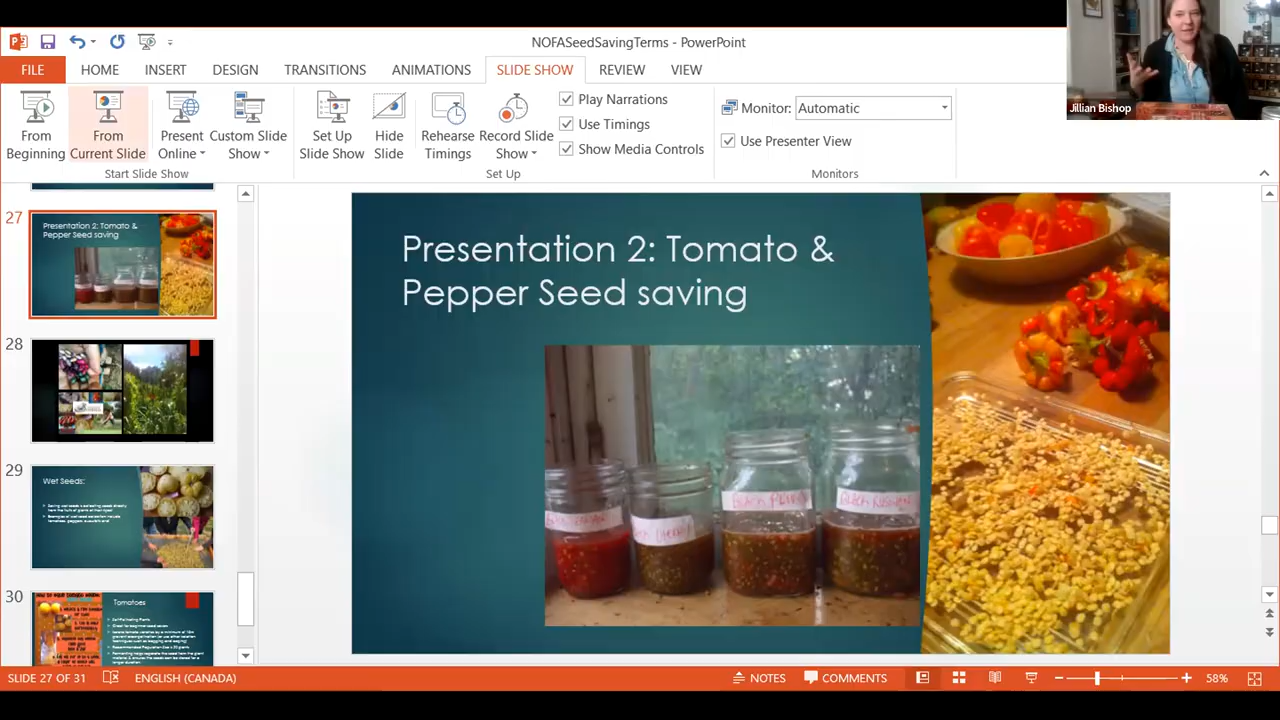 NOFASeedSavingTerms - PowerPoint
Jillian Bishop
FILE
HOME
INSERT
DESIGN
TRANSITIONS
ANIMATIONS
SLIDE SHOW
REVIEW
VIEW
From Beginning
From Current Slide
Present Online
Custom Slide Show
Set Up Slide Show
Hide Slide
Rehearse Timings
Record Slide Show
Play Narrations
Use Timings
Show Media Controls
Monitor: Automatic
Use Presenter View
Start Slide Show
Set Up
Monitors
27
Presentation 2: Tomato &
Pepper Seed saving
28
29
Wet Seeds:
30
Tomatoes
Presentation 2: Tomato &
Pepper Seed saving
SLIDE 27 OF 31
ENGLISH (CANADA)
NOTES
COMMENTS
58%